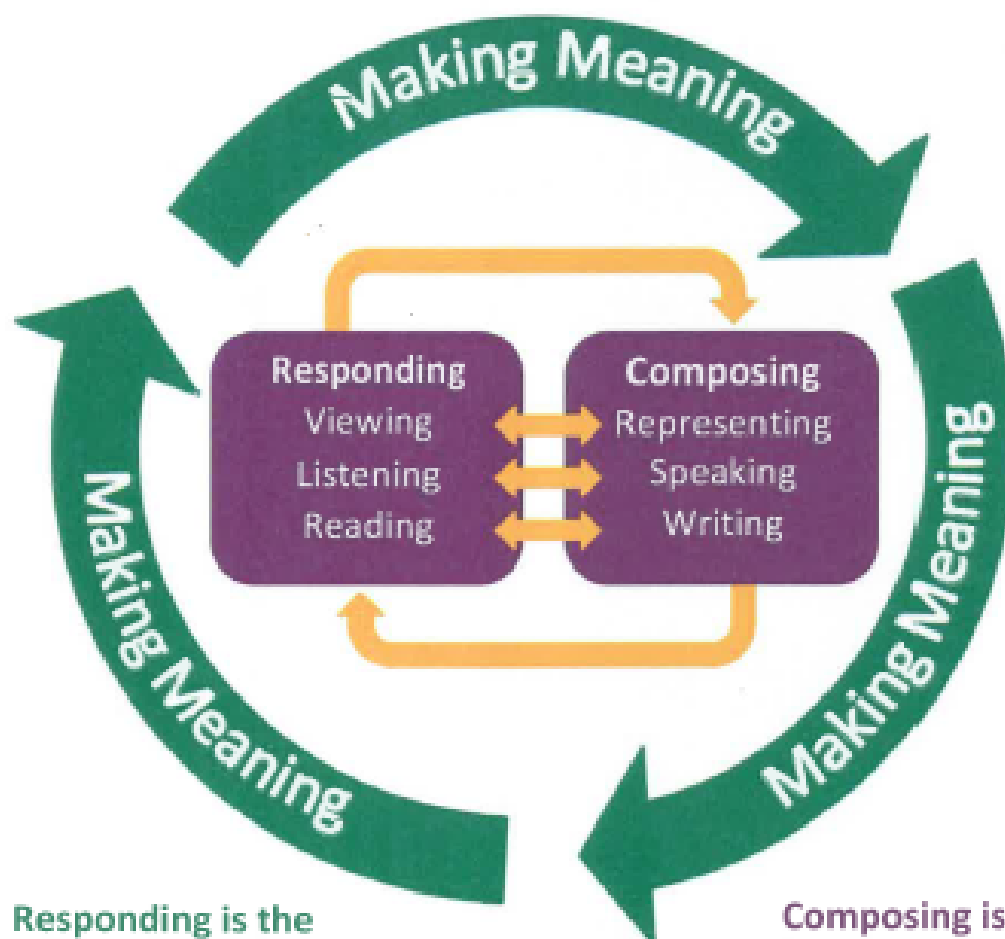 Making Meaning
Responding
Viewing
Listening
Reading
Composing
Representing
Speaking
Writing
Making Meaning
Making Meaning
Responding is the
Composing is